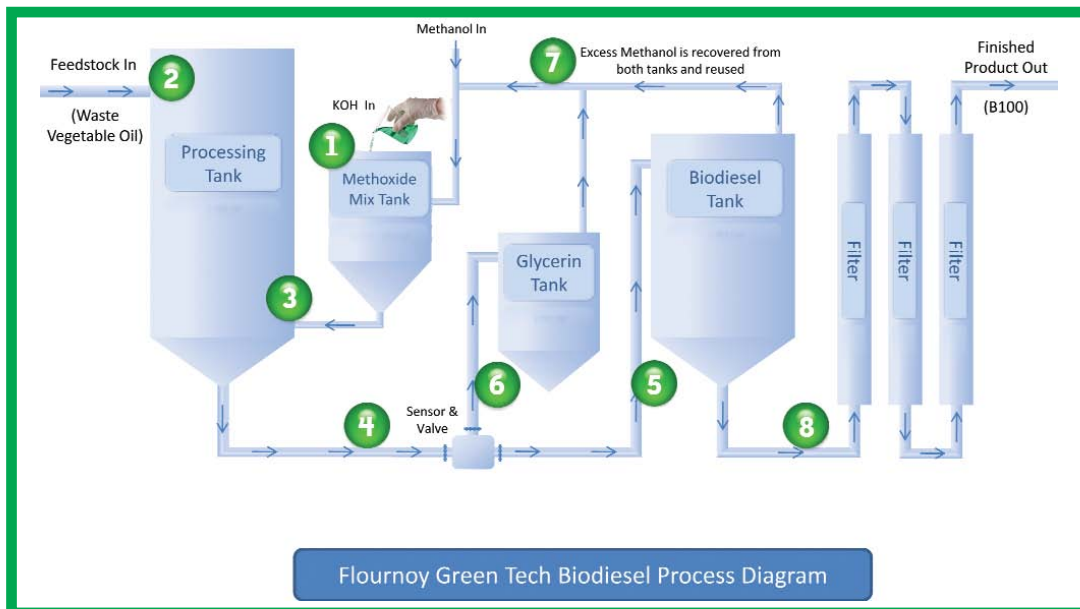 Methanol In
7
Excess Methanol is recovered from
both tanks and reused
Finished
Product Out
(B100)
Feedstock In
2
(Waste
Vegetable Oil)
KOH In
1
Processing
Tank
Methoxide
Mix Tank
Biodiesel
Tank
Glycerin
Tank
Filter
Filter
Filter
3
6
5
Sensor &
Valve
4
8
Flournoy Green Tech Biodiesel Process Diagram